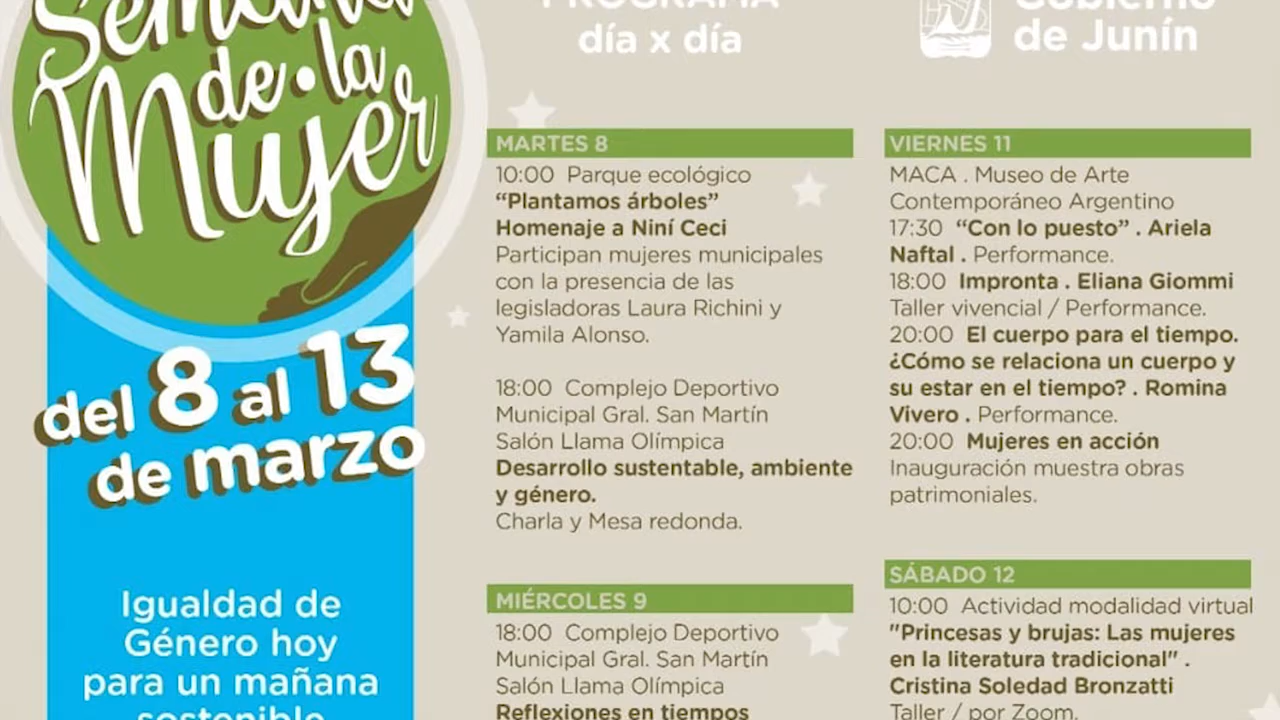 Semana
de · la
Mujer
del 8 al 13
de marzo
Igualdad de
Género hoy
para un mañana
sostenible
PROGRAMA
día x día
Gobierno
de Junín
MARTES 8
10:00 Parque ecológico
“Plantamos árboles”
Homenaje a Niní Ceci
Participan mujeres municipales
con la presencia de las
legisladoras Laura Richini y
Yamila Alonso.
18:00 Complejo Deportivo
Municipal Gral. San Martín
Salón Llama Olímpica
Desarrollo sustentable, ambiente
y género.
Charla y Mesa redonda.
MIÉRCOLES 9
18:00 Complejo Deportivo
Municipal Gral. San Martín
Salón Llama Olímpica
Reflexiones en tiempos
VIERNES 11
MACA . Museo de Arte
Contemporáneo Argentino
17:30 “Con lo puesto” . Ariela
Naftal . Performance.
18:00 Impronta . Eliana Giommi
Taller vivencial / Performance.
20:00 El cuerpo para el tiempo.
¿Cómo se relaciona un cuerpo y
su estar en el tiempo? . Romina
Vivero . Performance.
20:00 Mujeres en acción
Inauguración muestra obras
patrimoniales.
SÁBADO 12
10:00 Actividad modalidad virtual
"Princesas y brujas: Las mujeres
en la literatura tradicional" .
Cristina Soledad Bronzatti
Taller / por Zoom.